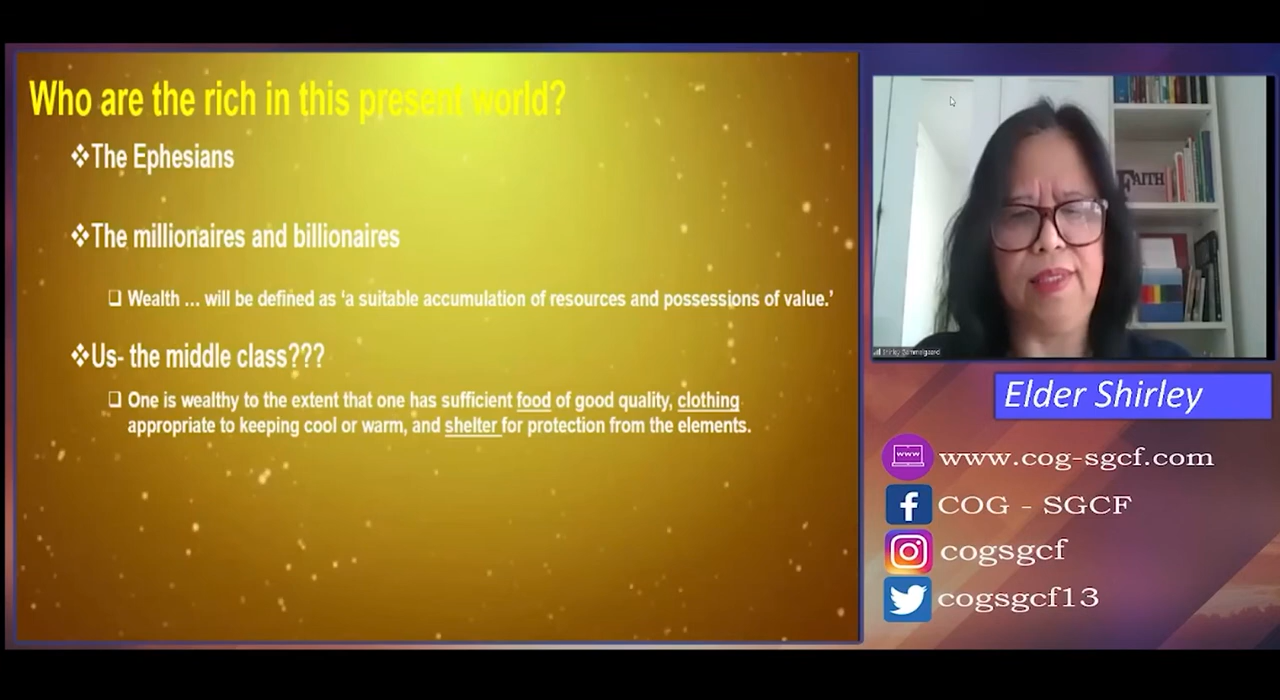 Who are the rich in this present world?
❖The Ephesians
❖The millionaires and billionaires
❑ Wealth ... will be defined as ‘a suitable accumulation of resources and possessions of value.’
❖Us- the middle class???
❑ One is wealthy to the extent that one has sufficient food of good quality, clothing
appropriate to keeping cool or warm, and shelter for protection from the elements.
FAITH
Elder Shirley
www
www.cog-sgcf.com
COG - SGCF
cogsgcf
cogsgcf13